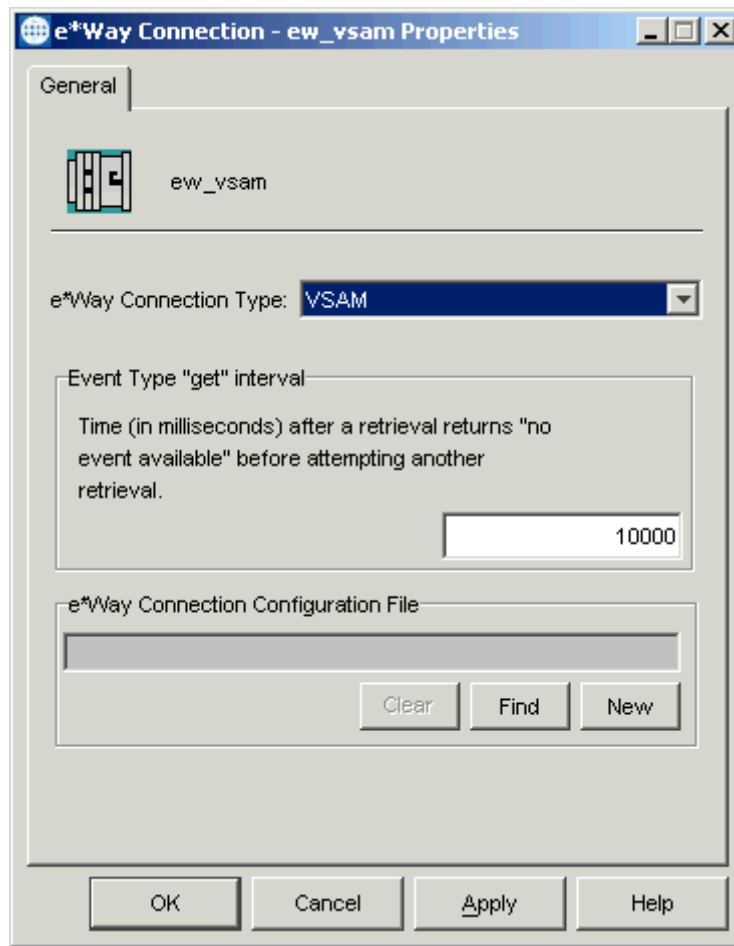 e*Way Connection - ew_vsam Properties
General
ew_vsam
e*Way Connection Type: VSAM
Event Type "get" interval
Time (in milliseconds) after a retrieval returns "no
event available" before attempting another
retrieval.
10000
e*Way Connection Configuration File
Clear Find New
OK Cancel Apply Help